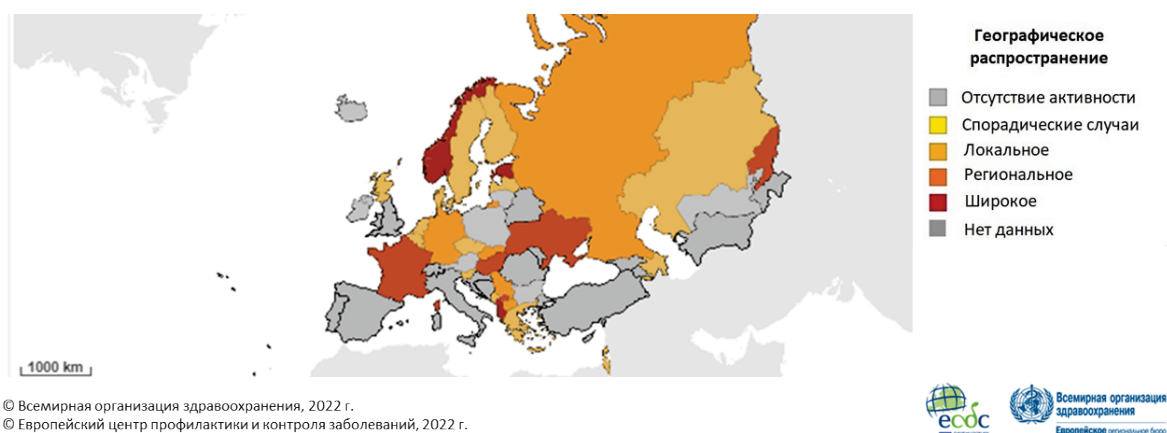 Географическое
распространение
Отсутствие активности
Спорадические случаи
Локальное
Региональное
Широкое
Нет данных
1000 km
© Всемирная организация здравоохранения, 2022 г.
© Европейский центр профилактики и контроля заболеваний, 2022 г.
ecdc
Всемирная организация
здравоохранения
Европейское региональное бюро